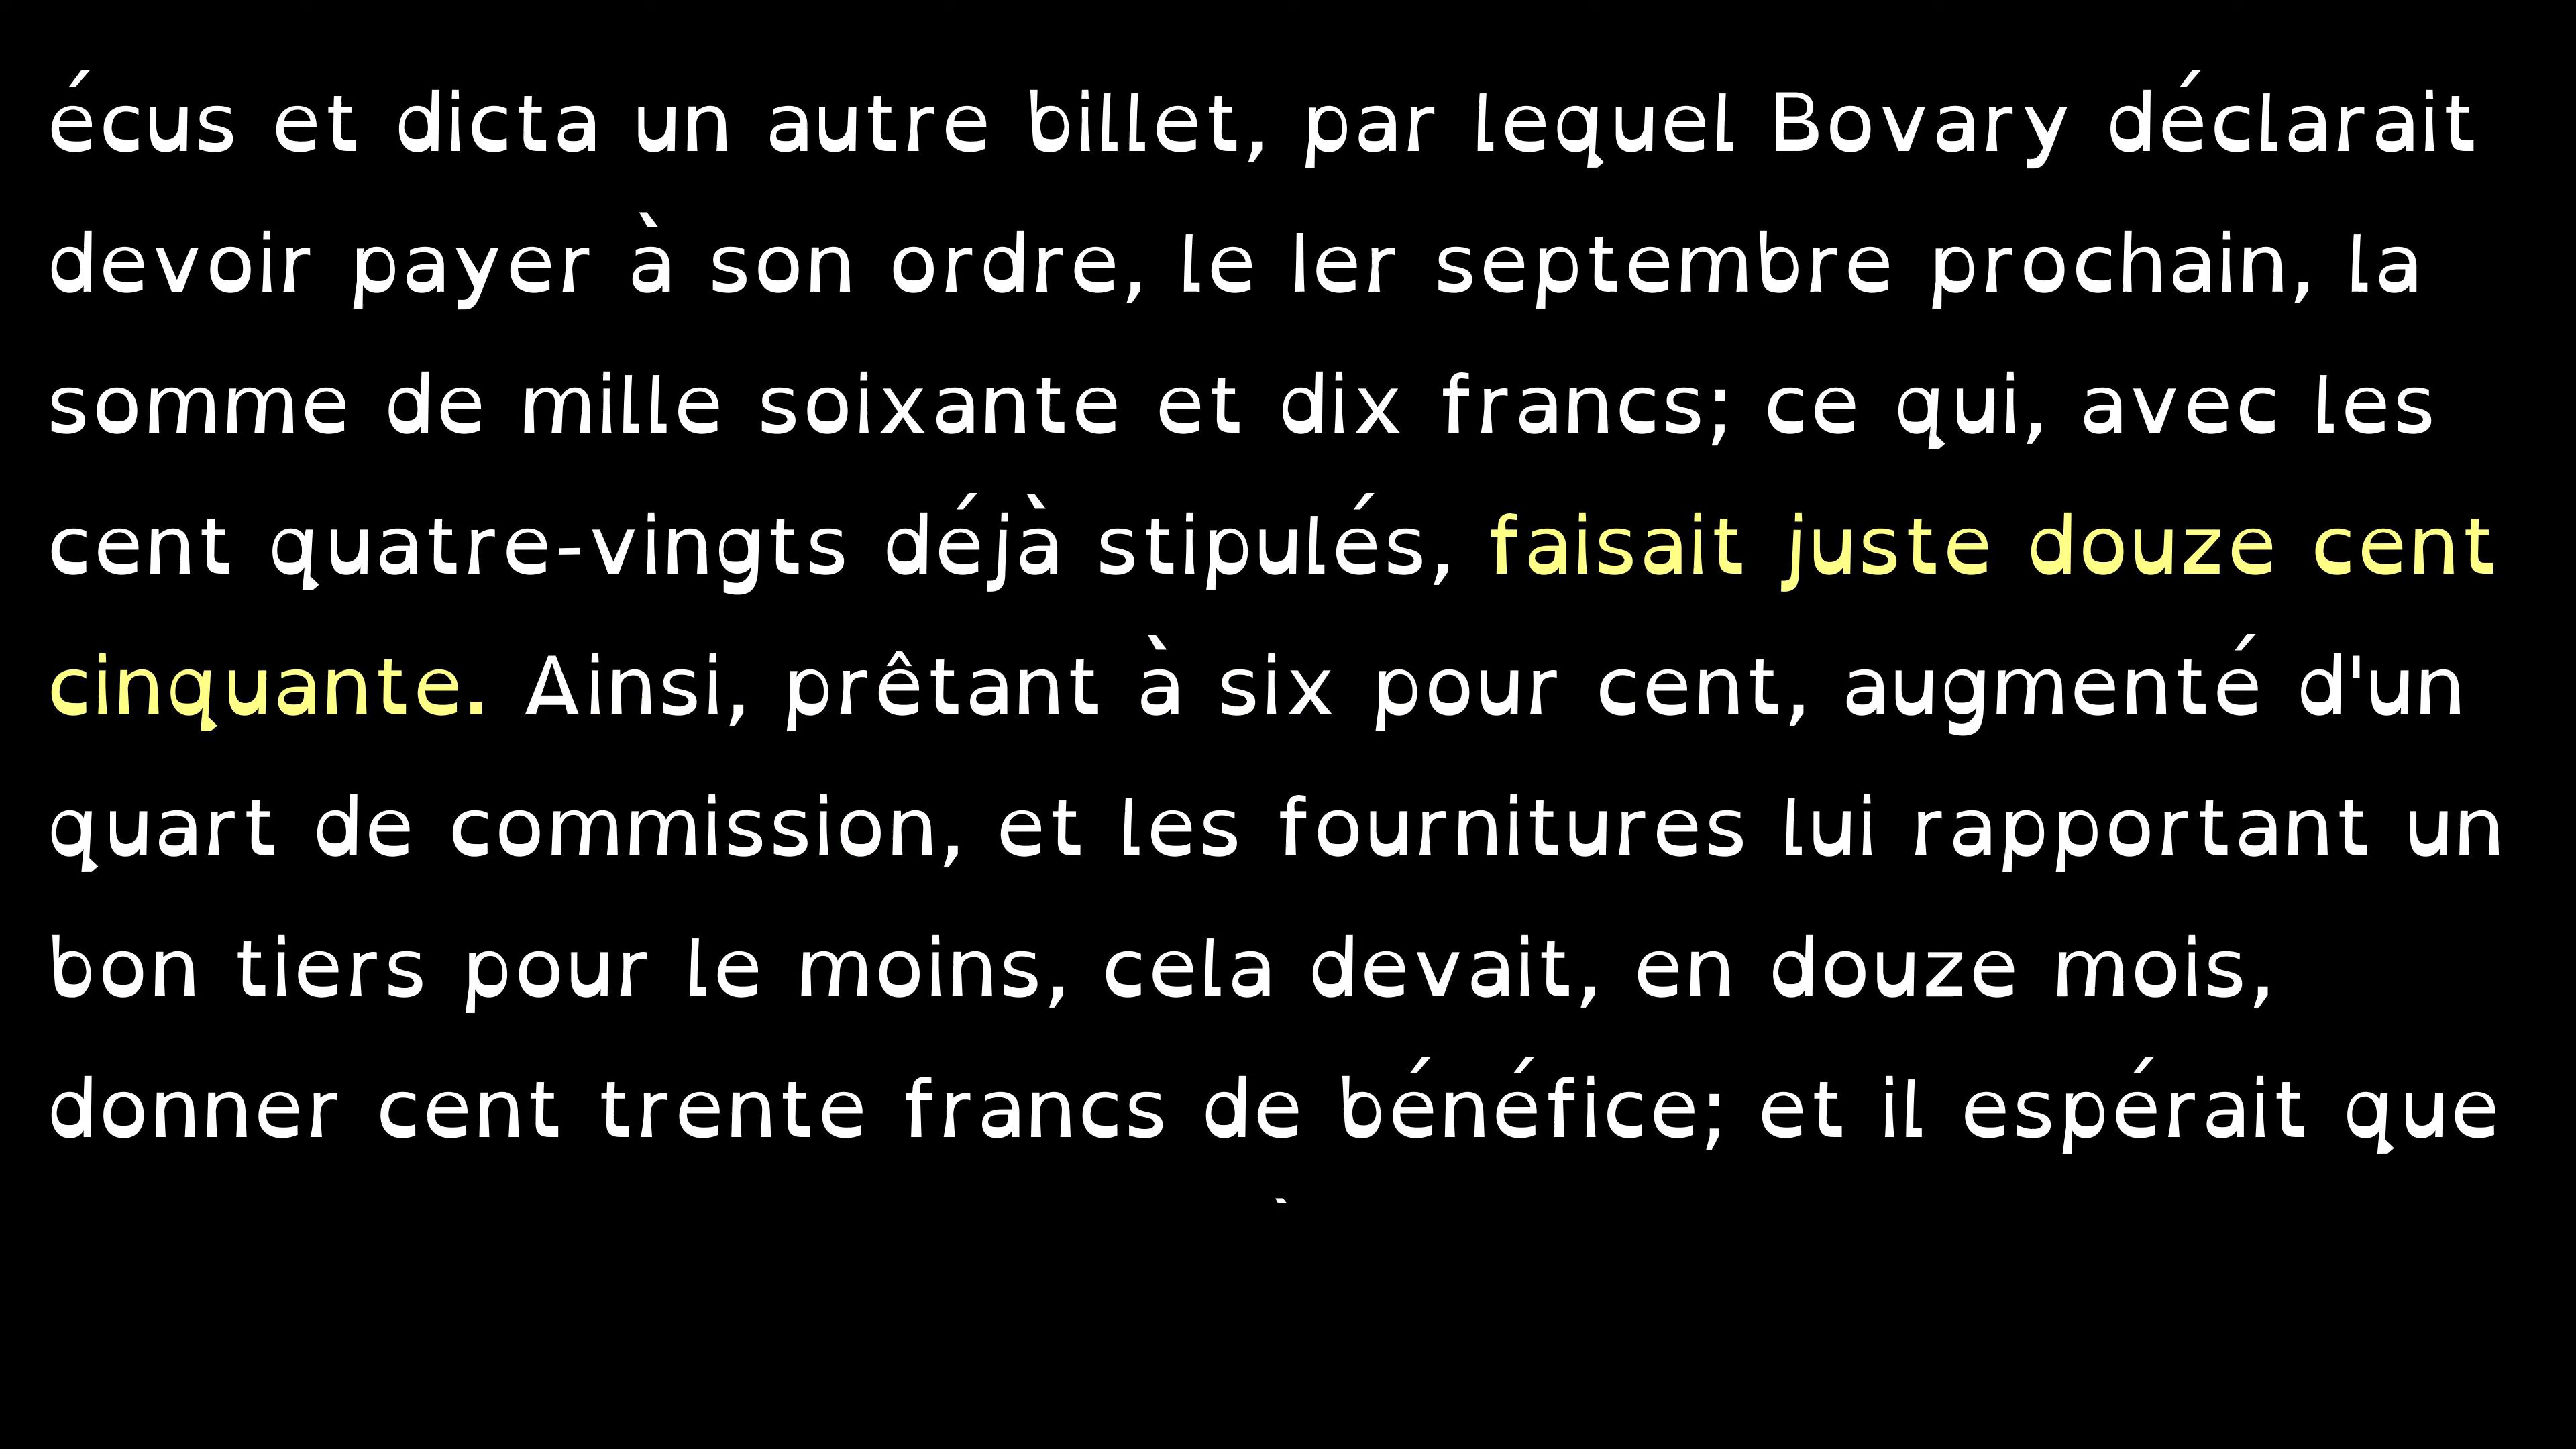 écus et dicta un autre billet, par lequel Bovary déclarait
devoir payer à son ordre, le ler septembre prochain, la
somme de mille soixante et dix francs; ce qui, avec les
cent quatre-vingts déjà stipulés, faisait juste douze cent
cinquante. Ainsi, prêtant à six pour cent, augmenté d'un
quart de commission, et les fournitures lui rapportant un
bon tiers pour le moins, cela devait, en douze mois,
donner cent trente francs de bénéfice; et il espérait que